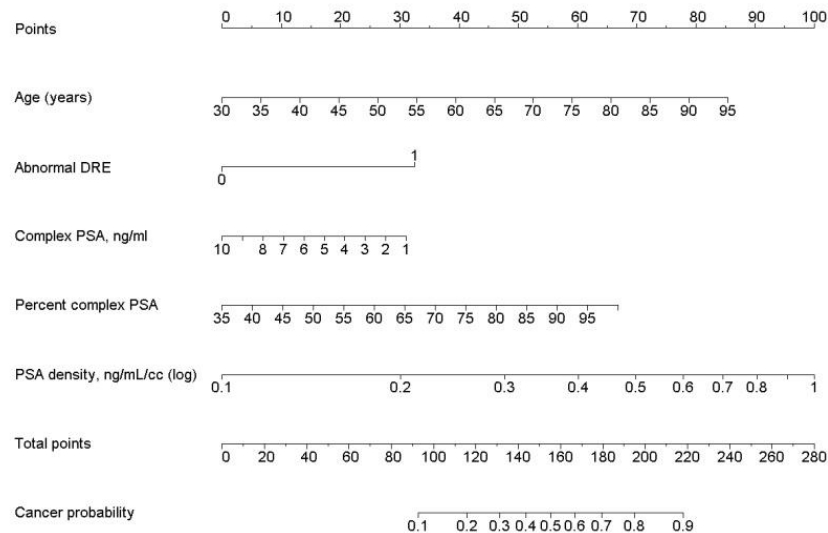 Points 0 10 20 30 40 50 60 70 80 90 100
Age (years) 30 35 40 45 50 55 60 65 70 75 80 85 90 95
Abnormal DRE 0 1
Complex PSA, ng/ml 10 8 7 6 5 4 3 2 1
Percent complex PSA 35 40 45 50 55 60 65 70 75 80 85 90 95
PSA density, ng/mL/cc (log) 0.1 0.2 0.3 0.4 0.5 0.6 0.7 0.8 1
Total points 0 20 40 60 80 100 120 140 160 180 200 220 240 260 280
Cancer probability 0.1 0.2 0.3 0.4 0.5 0.6 0.7 0.8 0.9